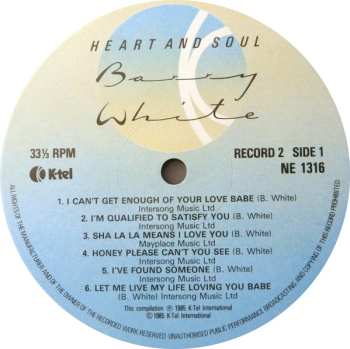 HEART AND SOUL
Barry
White
33⅓ RPM
RECORD 2 SIDE 1
K-tel
NE 1316
1. I CAN'T GET ENOUGH OF YOUR LOVE BABE (B. White)
Intersong Music Ltd
2. I'M QUALIFIED TO SATISFY YOU (B. White)
Intersong Music Ltd
3. SHA LA LA MEANS I LOVE YOU (B. White)
Mayplace Music Ltd
4. HONEY PLEASE CAN'T YOU SEE (B. White)
Intersong Music Ltd
5. I'VE FOUND SOMEONE (B. White)
Intersong Music Ltd
6. LET ME LIVE MY LIFE LOVING YOU BABE
(B. White) Intersong Music Ltd
This compilation ℗ 1985 K-Tel International
© 1985 K-Tel International
ALL RIGHTS OF THE MANUFACTURER AND OF THE OWNER OF THE RECORDED WORK RESERVED UNAUTHORISED PUBLIC PERFORMANCE BROADCASTING AND COPYING OF THIS RECORD PROHIBITED